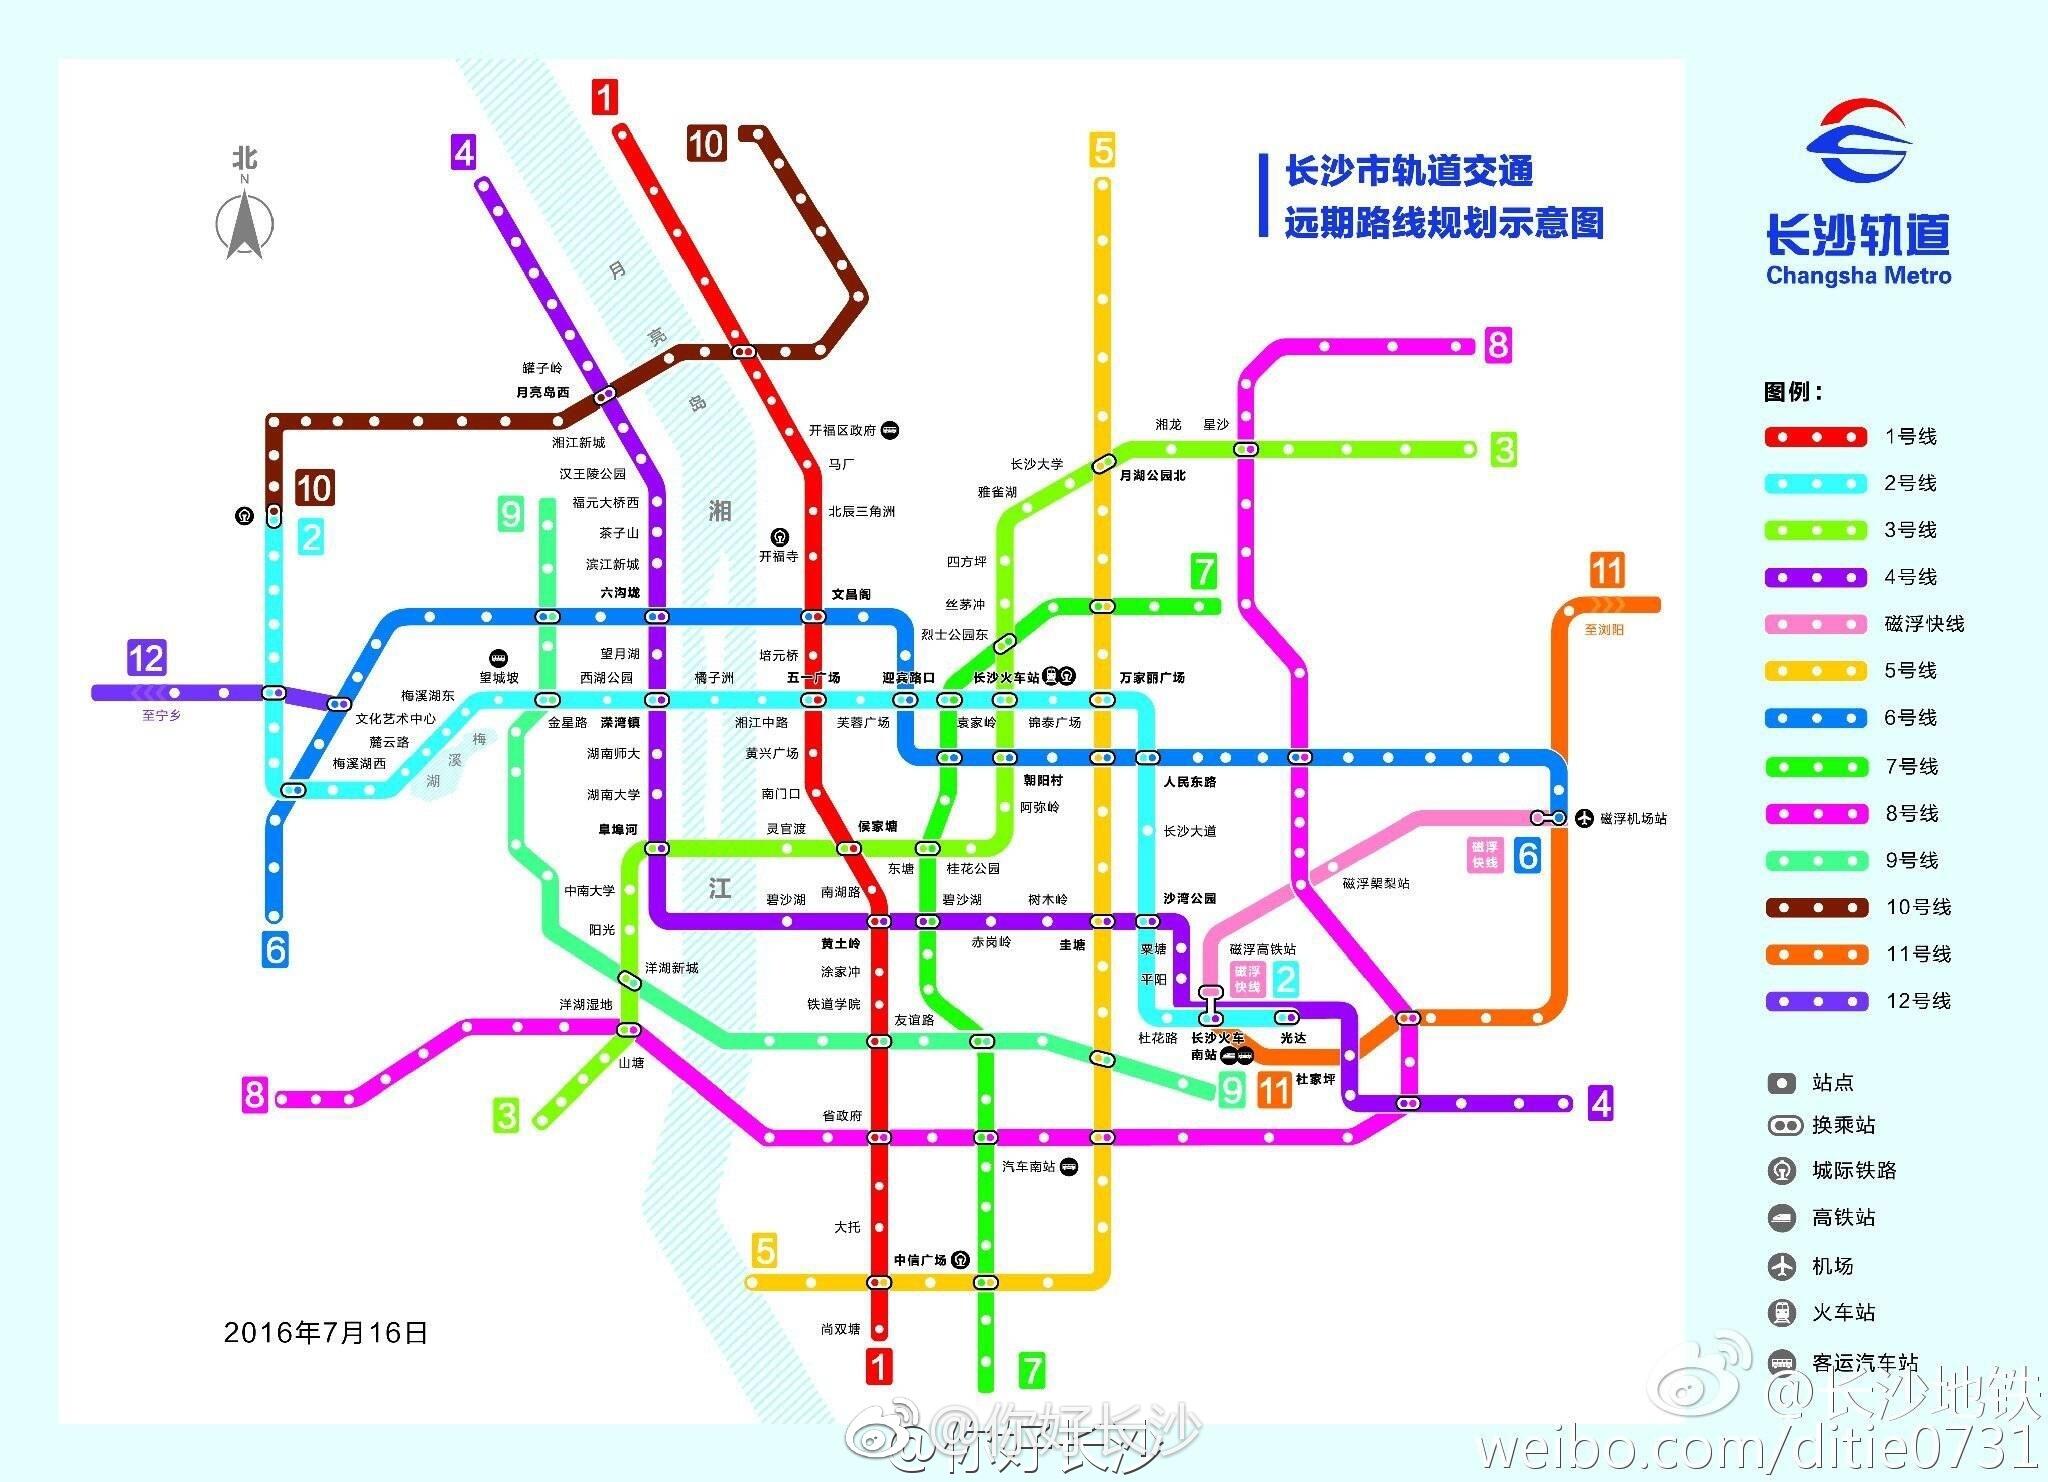 长沙市轨道交通
远期路线规划示意图
长沙轨道
Changsha Metro
北
N
1
10
4
5
8
3
图例：
1号线
2号线
3号线
4号线
磁浮快线
5号线
6号线
7号线
8号线
9号线
10号线
11号线
12号线
站点
换乘站
城际铁路
高铁站
机场
火车站
客运汽车站
月
亮
岛
湘
江
罐子岭
月亮岛西
湘江新城
汉王陵公园
福元大桥西
茶子山
滨江新城
六沟垅
望月湖
开福区政府
马厂
北辰三角洲
开福寺
文昌阁
培元桥
湘龙
星沙
长沙大学
月湖公园北
雅雀湖
四方坪
丝茅冲
烈士公园东
10
2
9
7
11
至浏阳
12
至宁乡
望城坡
西湖公园
橘子洲
五一广场
迎宾路口
长沙火车站
万家丽广场
梅溪湖东
文化艺术中心
麓云路
梅溪湖西
梅
溪
湖
金星路
溁湾镇
湘江中路
芙蓉广场
袁家岭
锦泰广场
湖南师大
黄兴广场
湖南大学
南门口
朝阳村
人民东路
阜埠河
灵官渡
侯家塘
阿弥岭
长沙大道
磁浮机场站
磁浮
快线
6
东塘
桂花公园
磁浮㮾梨站
中南大学
碧沙湖
南湖路
碧沙湖
树木岭
沙湾公园
阳光
黄土岭
赤岗岭
圭塘
粟塘
磁浮高铁站
6
洋湖新城
涂家冲
平阳
磁浮
快线
2
洋湖湿地
铁道学院
友谊路
杜花路
长沙火车
南站
光达
山塘
杜家坪
8
3
9
11
4
省政府
汽车南站
大托
5
中信广场
尚双塘
1
7
2016年7月16日
@你好长沙
@你好长沙
@长沙地铁
weibo.com/ditie0731